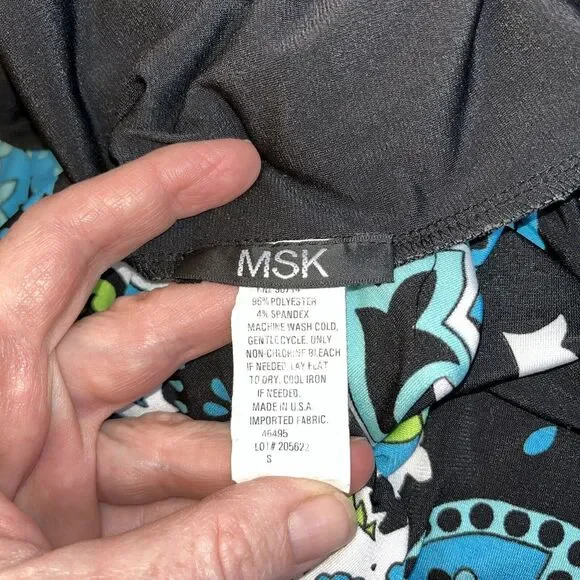 MSK
96% POLYESTER
4% SPANDEX
MACHINE WASH COLD,
GENTLE CYCLE. ONLY
NON-CHLORINE BLEACH
IF NEEDED. LAY FLAT
TO DRY. COOL IRON
IF NEEDED.
MADE IN U.S.A
IMPORTED FABRIC.
46495
LOT# 205622
S